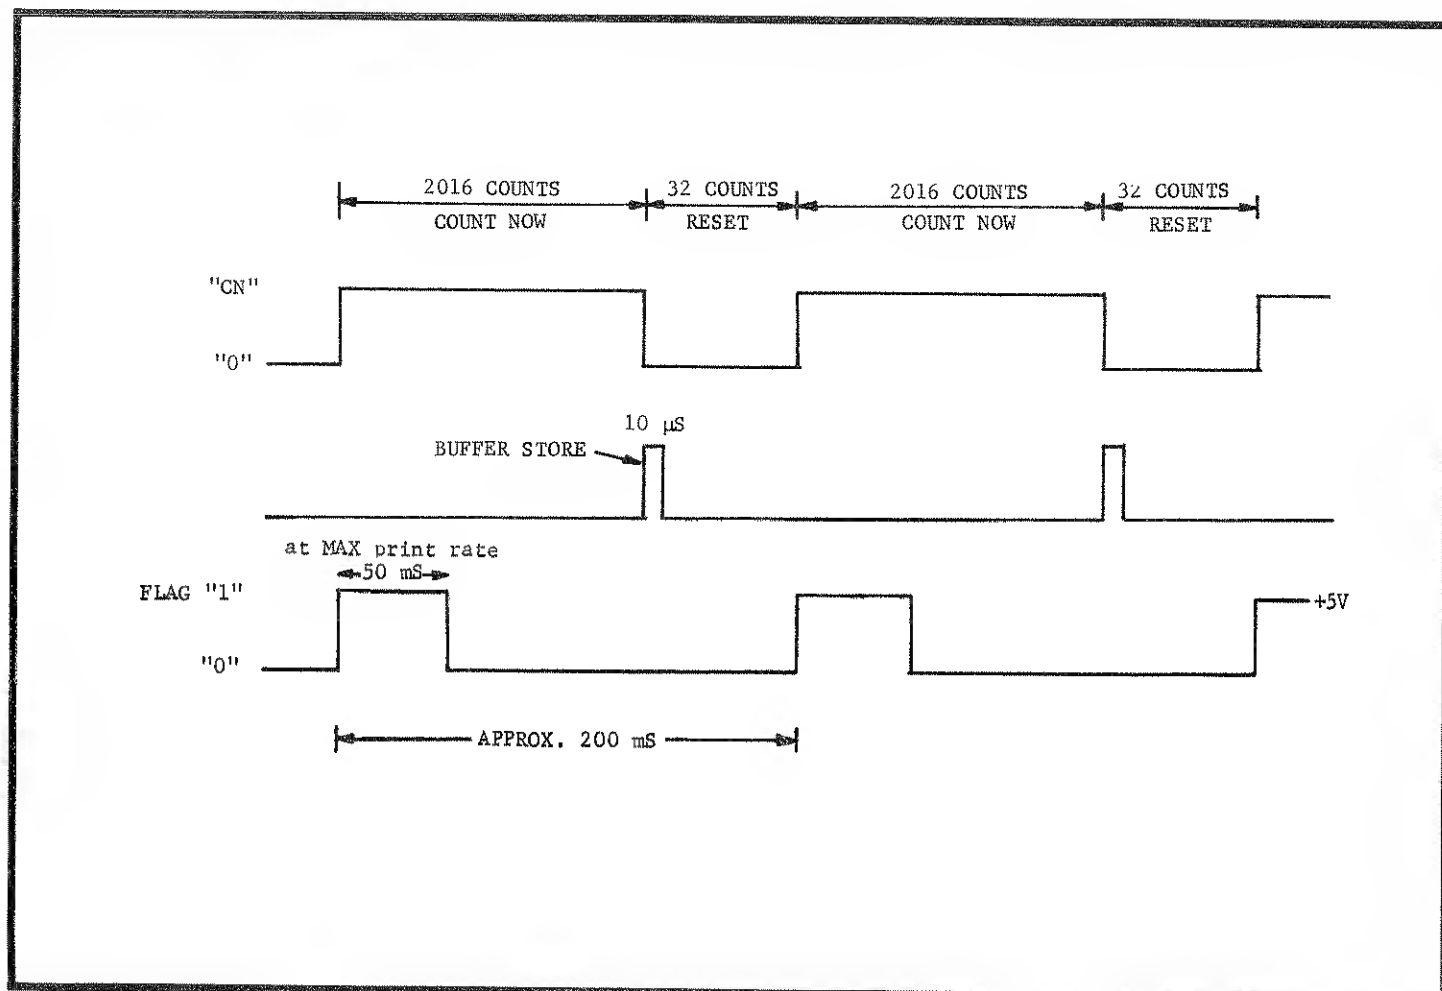 2016 COUNTS 32 COUNTS 2016 COUNTS 32 COUNTS
COUNT NOW RESET COUNT NOW RESET
"CN"
"0"
10 µS
BUFFER STORE
at MAX print rate
50 mS
FLAG "1" +5V
"0"
APPROX. 200 mS